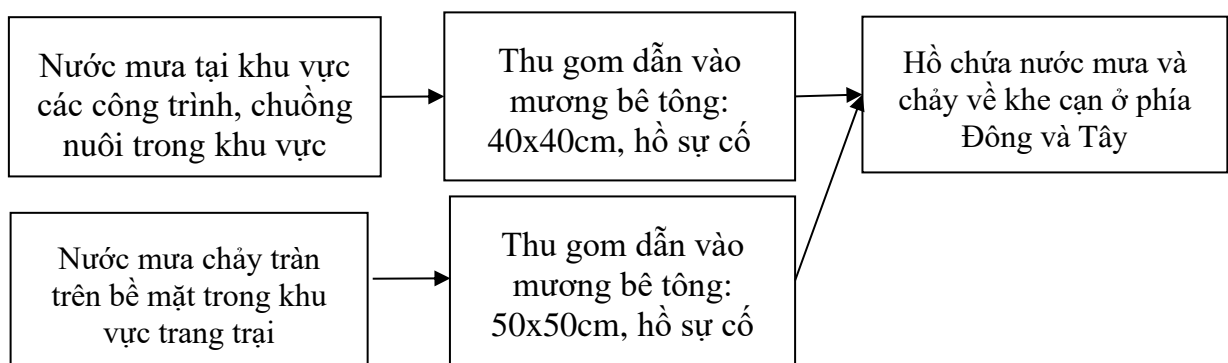 Nước mưa tại khu vực
các công trình, chuồng
nuôi trong khu vực
Thu gom dẫn vào
mương bê tông:
40x40cm, hồ sự cố
Hồ chứa nước mưa và
chảy về khe cạn ở phía
Đông và Tây
Nước mưa chảy tràn
trên bề mặt trong khu
vực trang trại
Thu gom dẫn vào
mương bê tông:
50x50cm, hồ sự cố